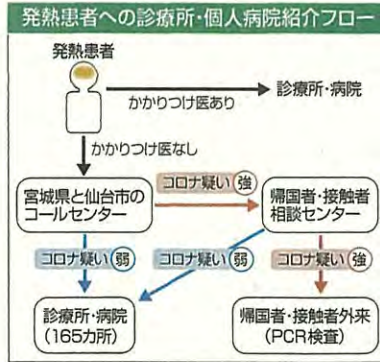 発熱患者への診療所・個人病院紹介フロー
発熱患者
かかりつけ医あり
診療所・病院
かかりつけ医なし
宮城県と仙台市の
コールセンター
コロナ疑い 強
帰国者・接触者
相談センター
コロナ疑い 弱
コロナ疑い 弱
コロナ疑い 強
診療所・病院
(165カ所)
帰国者・接触者外来
(PCR検査)